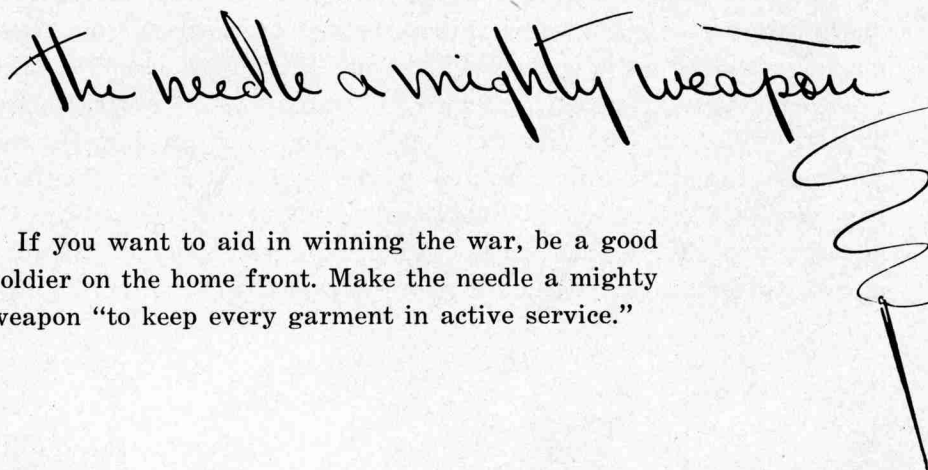 the needle a mighty weapon
If you want to aid in winning the war, be a good
oldier on the home front. Make the needle a mighty
weapon “to keep every garment in active service.”